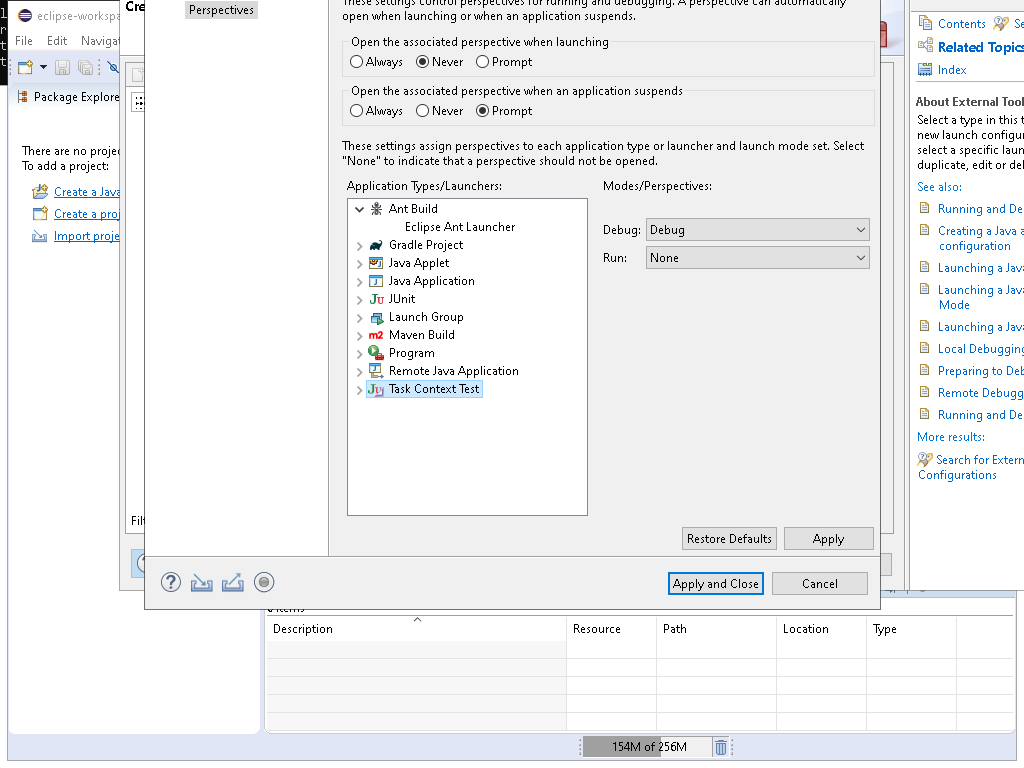 eclipse-workspa
File Edit Navigat
Package Explore
There are no projec
To add a project:
Create a Java
Create a proj
Import proje
Cre
Filt
Perspectives
These settings control perspectives for running and debugging. A perspective can automatically
open when launching or when an application suspends.
Open the associated perspective when launching
Always Never Prompt
Open the associated perspective when an application suspends
Always Never Prompt
These settings assign perspectives to each application type or launcher and launch mode set. Select
"None" to indicate that a perspective should not be opened.
Application Types/Launchers:
Ant Build
Eclipse Ant Launcher
Gradle Project
Java Applet
Java Application
JUnit
Launch Group
Maven Build
Program
Remote Java Application
Task Context Test
Modes/Perspectives:
Debug: Debug
Run: None
Restore Defaults Apply
Apply and Close Cancel
Contents Se
Related Topics
Index
About External Tool
Select a type in this t
new launch configur
select a specific laun
duplicate, edit or del
See also:
Running and De
Creating a Java a
configuration
Launching a Java
Launching a Java
Mode
Launching a Java
Local Debugging
Preparing to Deb
Remote Debugg
Running and De
More results:
Search for Extern
Configurations
items
Description Resource Path Location Type
154M of 256M